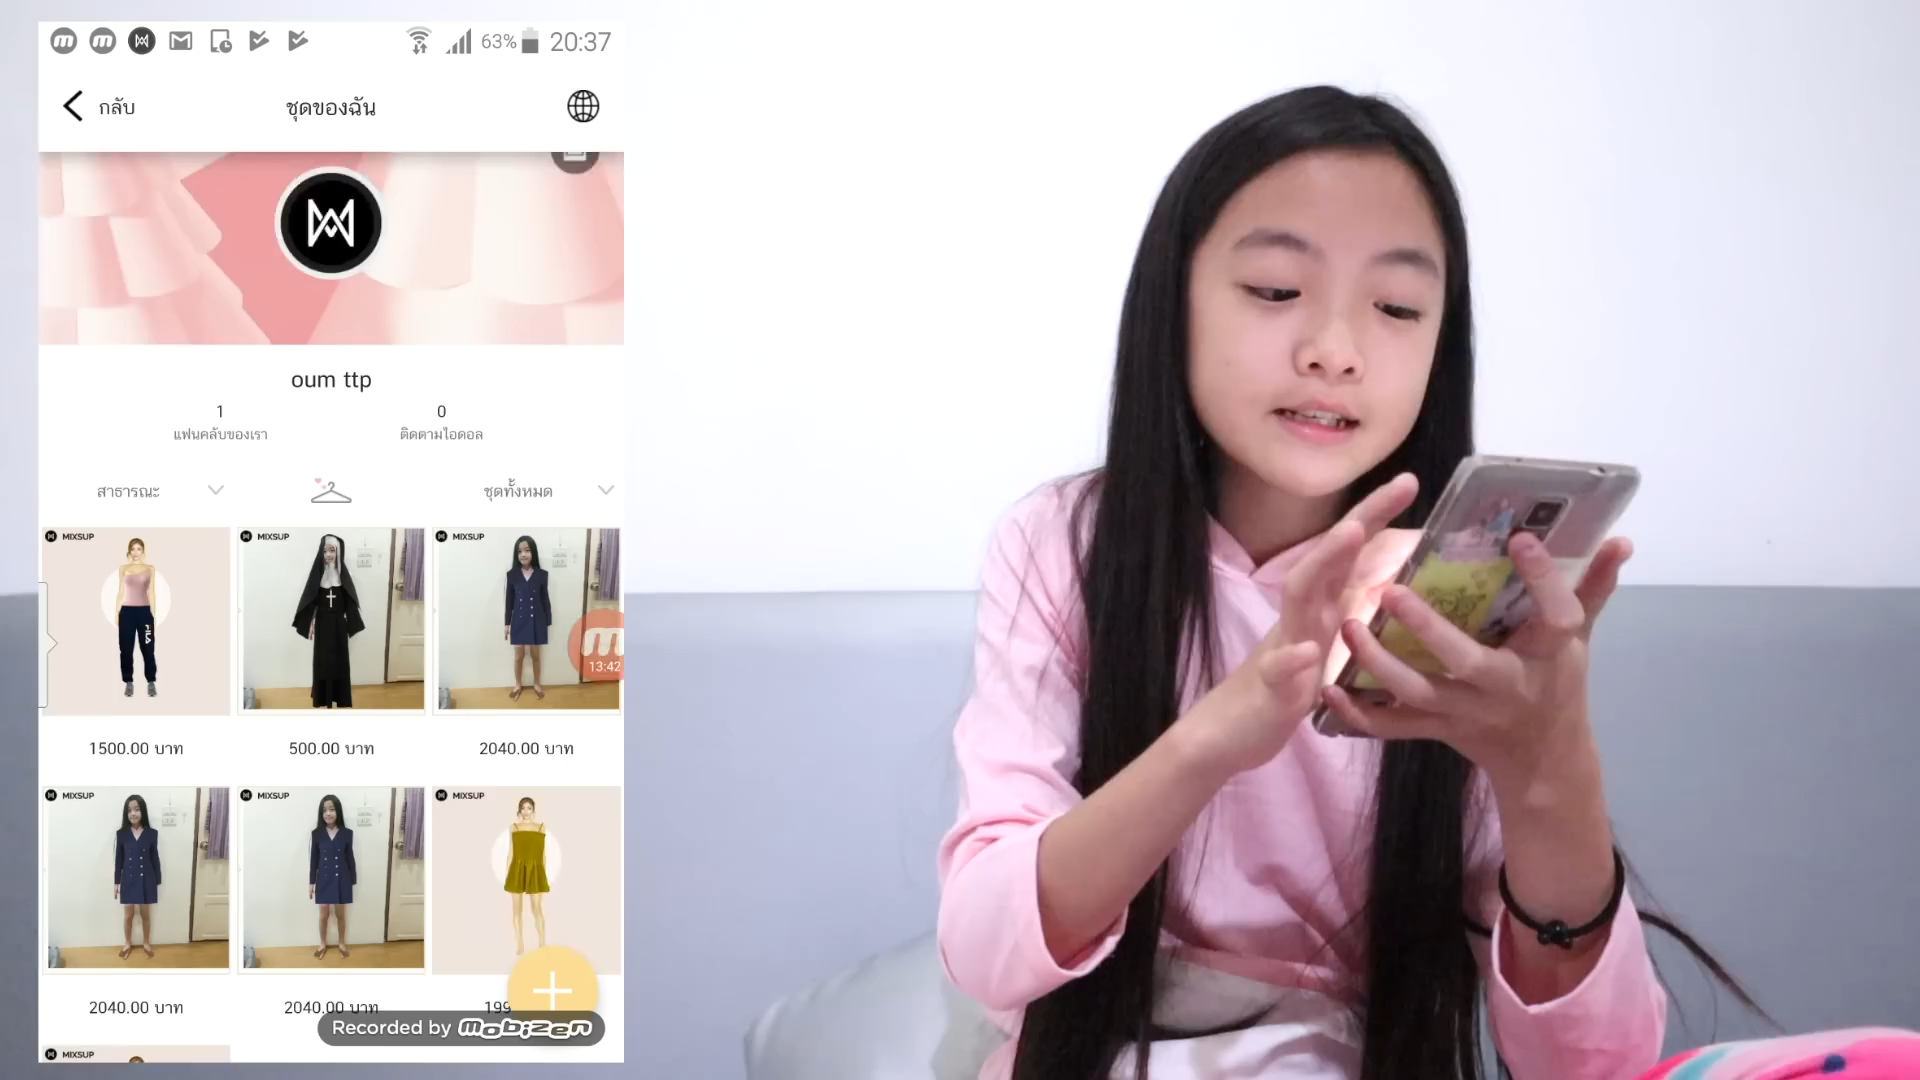 63% 20:37
กลับ ชุดของฉัน
oum ttp
1 0
แฟนคลับของเรา ติดตามไอดอล
สาธารณะ ชุดทั้งหมด
MIXSUP MIXSUP MIXSUP
FILA
13:42
1500.00 บาท 500.00 บาท 2040.00 บาท
MIXSUP MIXSUP MIXSUP
2040.00 บาท 2040.00 บาท 199
Recorded by mobizen
MIXSUP